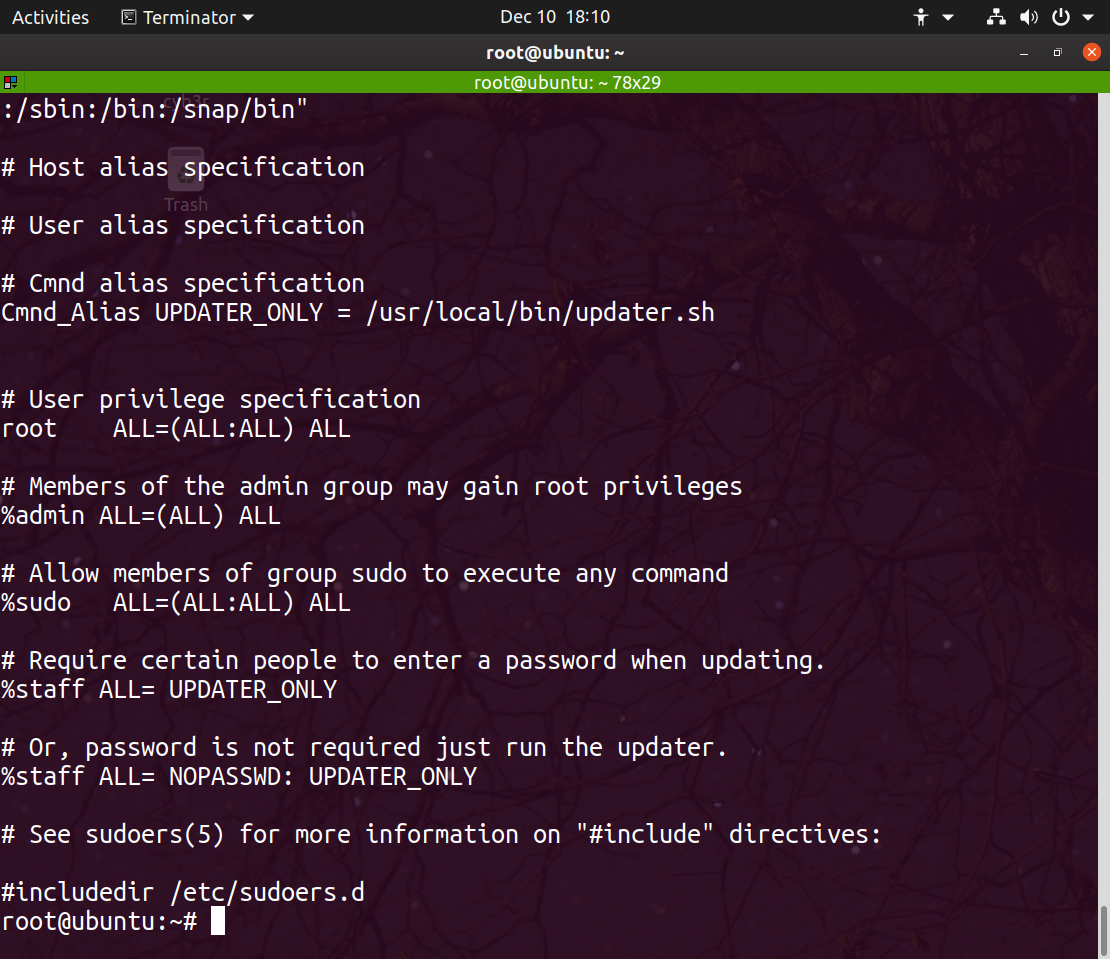 Activities Terminator Dec 10 18:10
root@ubuntu: ~
root@ubuntu: ~ 78x29
:/sbin:/bin:/snap/bin"
# Host alias specification
Trash
# User alias specification
# Cmnd alias specification
Cmnd_Alias UPDATER_ONLY = /usr/local/bin/updater.sh
# User privilege specification
root    ALL=(ALL:ALL) ALL
# Members of the admin group may gain root privileges
%admin ALL=(ALL) ALL
# Allow members of group sudo to execute any command
%sudo   ALL=(ALL:ALL) ALL
# Require certain people to enter a password when updating.
%staff ALL= UPDATER_ONLY
# Or, password is not required just run the updater.
%staff ALL= NOPASSWD: UPDATER_ONLY
# See sudoers(5) for more information on "#include" directives:
#includedir /etc/sudoers.d
root@ubuntu:~#